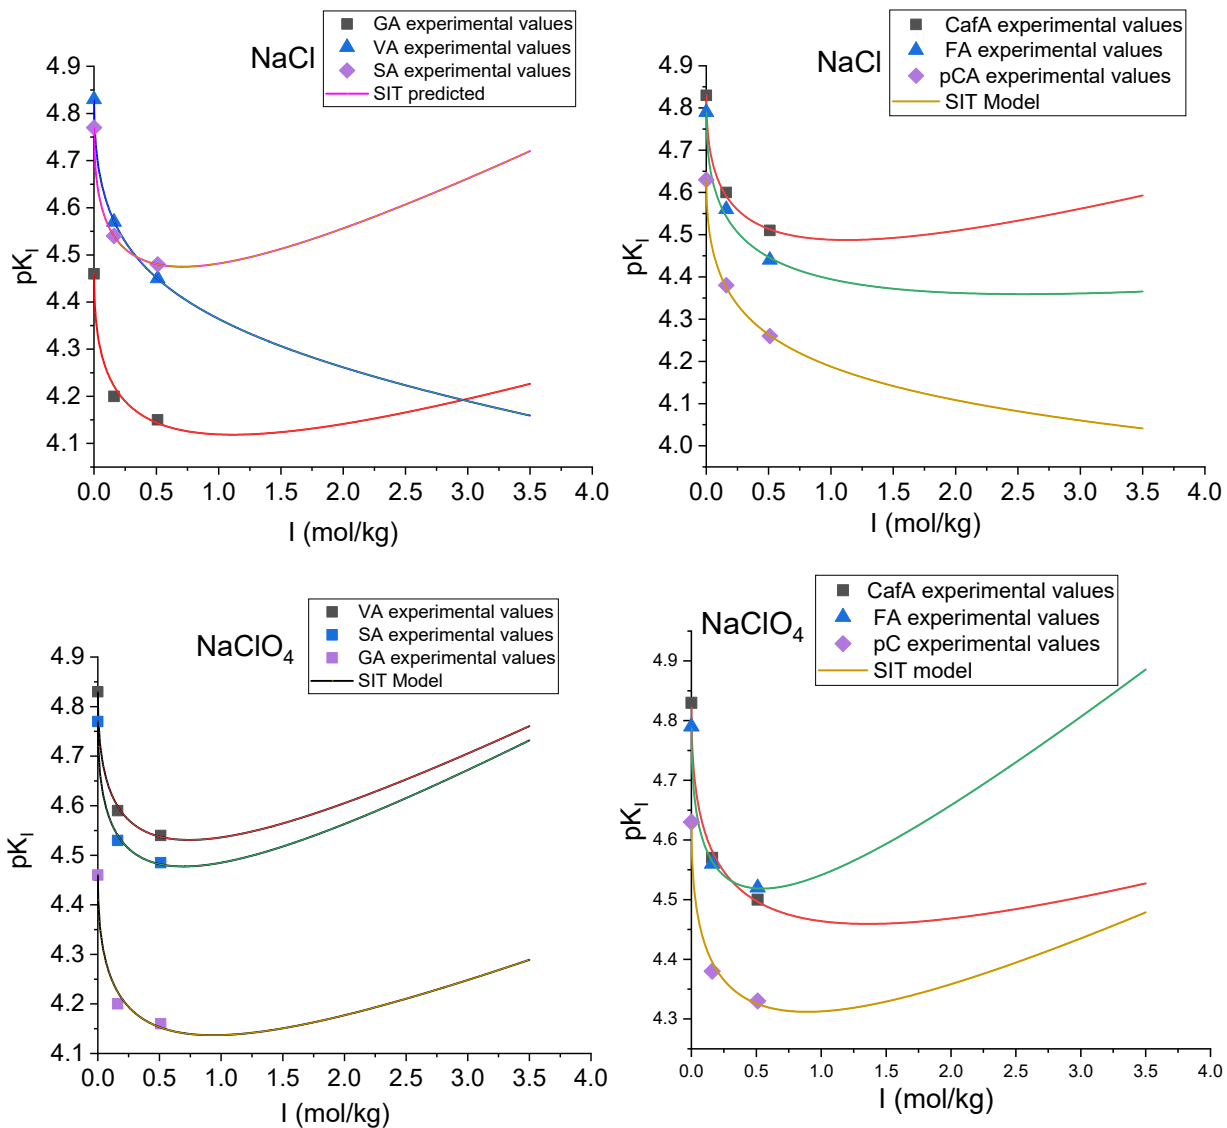 GA experimental values
VA experimental values
SA experimental values
SIT predicted
NaCl
4.9
4.8
4.7
4.6
4.5
4.4
4.3
4.2
4.1
pK_I
0.0 0.5 1.0 1.5 2.0 2.5 3.0 3.5 4.0
I (mol/kg)
CafA experimental values
FA experimental values
pCA experimental values
SIT Model
NaCl
4.9
4.8
4.7
4.6
4.5
4.4
4.3
4.2
4.1
4.0
pK_I
0.0 0.5 1.0 1.5 2.0 2.5 3.0 3.5 4.0
I (mol/kg)
VA experimental values
SA experimental values
GA experimental values
SIT Model
NaClO₄
4.9
4.8
4.7
4.6
4.5
4.4
4.3
4.2
4.1
pK_I
0.0 0.5 1.0 1.5 2.0 2.5 3.0 3.5 4.0
I (mol/kg)
CafA experimental values
FA experimental values
pC experimental values
SIT model
NaClO₄
4.9
4.8
4.7
4.6
4.5
4.4
4.3
pK_I
0.0 0.5 1.0 1.5 2.0 2.5 3.0 3.5 4.0
I (mol/kg)